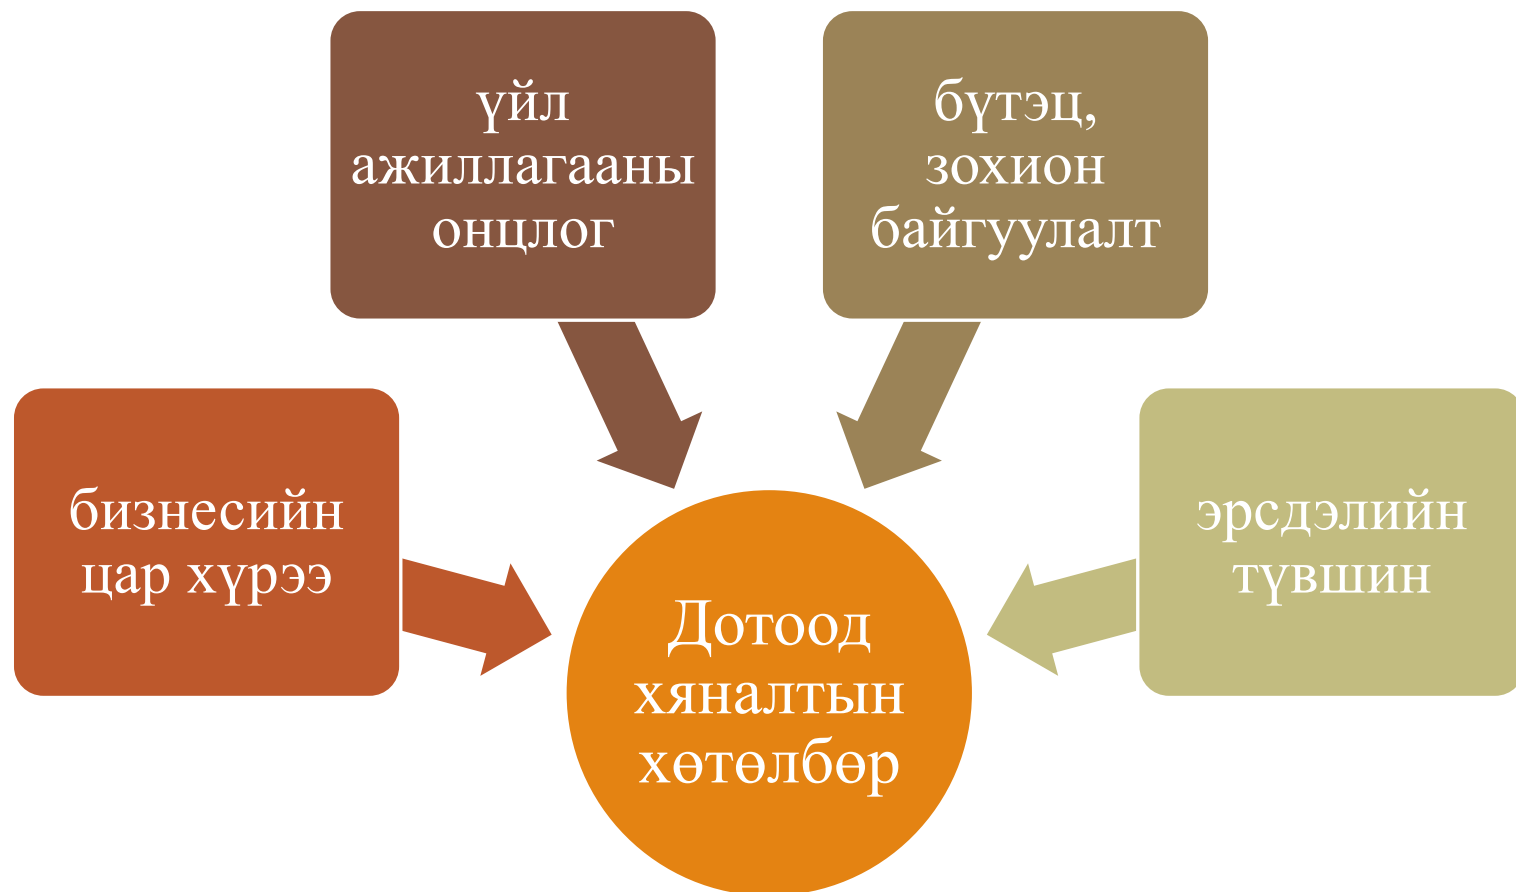 үйл
ажиллагааны
онцлог
бүтэц,
зохион
байгуулалт
бизнесийн
цар хүрээ
эрсдэлийн
түвшин
Дотоод
хяналтын
хөтөлбөр